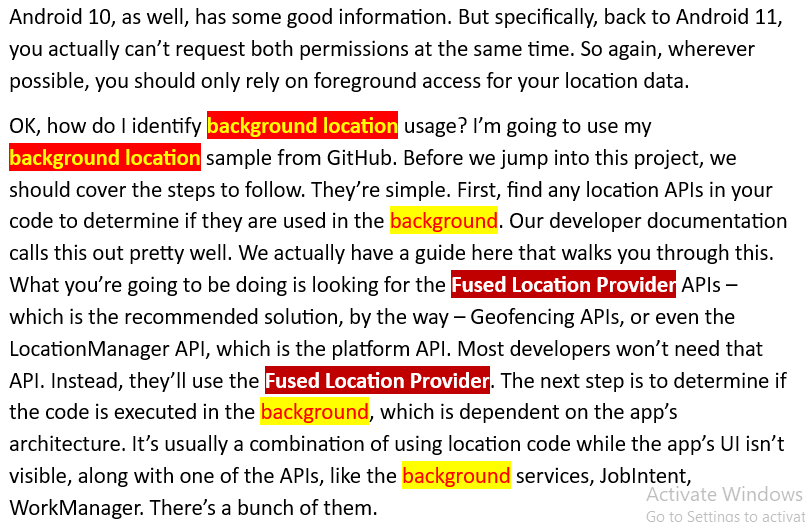 Android 10, as well, has some good information. But specifically, back to Android 11,
you actually can't request both permissions at the same time. So again, wherever
possible, you should only rely on foreground access for your location data.
OK, how do I identify background location usage? I'm going to use my
background location sample from GitHub. Before we jump into this project, we
should cover the steps to follow. They're simple. First, find any location APIs in your
code to determine if they are used in the background. Our developer documentation
calls this out pretty well. We actually have a guide here that walks you through this.
What you're going to be doing is looking for the Fused Location Provider APIs –
which is the recommended solution, by the way – Geofencing APIs, or even the
LocationManager API, which is the platform API. Most developers won't need that
API. Instead, they'll use the Fused Location Provider. The next step is to determine if
the code is executed in the background, which is dependent on the app's
architecture. It's usually a combination of using location code while the app's UI isn't
visible, along with one of the APIs, like the background services, JobIntent,
WorkManager. There's a bunch of them.
Activate Windows
Go to Settings to activat